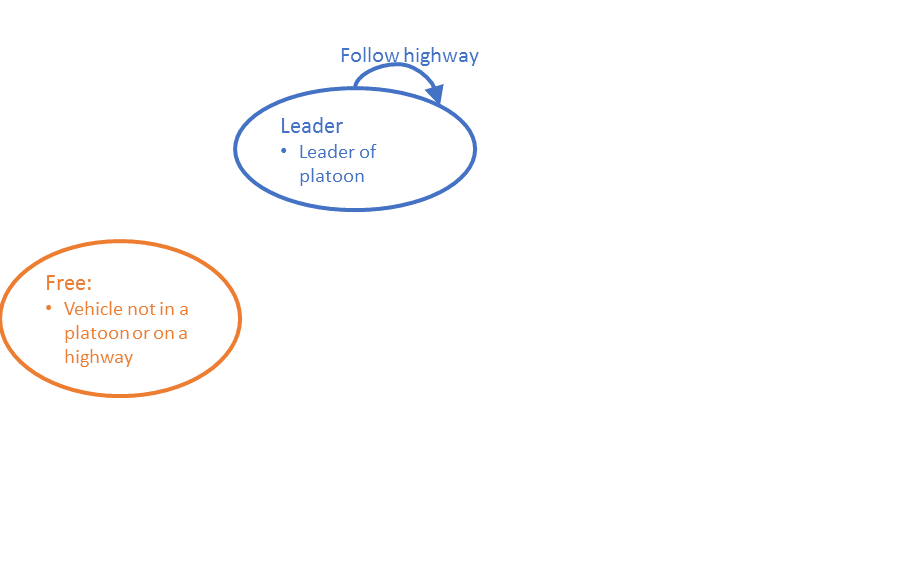 Follow highway
Leader
• Leader of
platoon
Free:
• Vehicle not in a
platoon or on a
highway